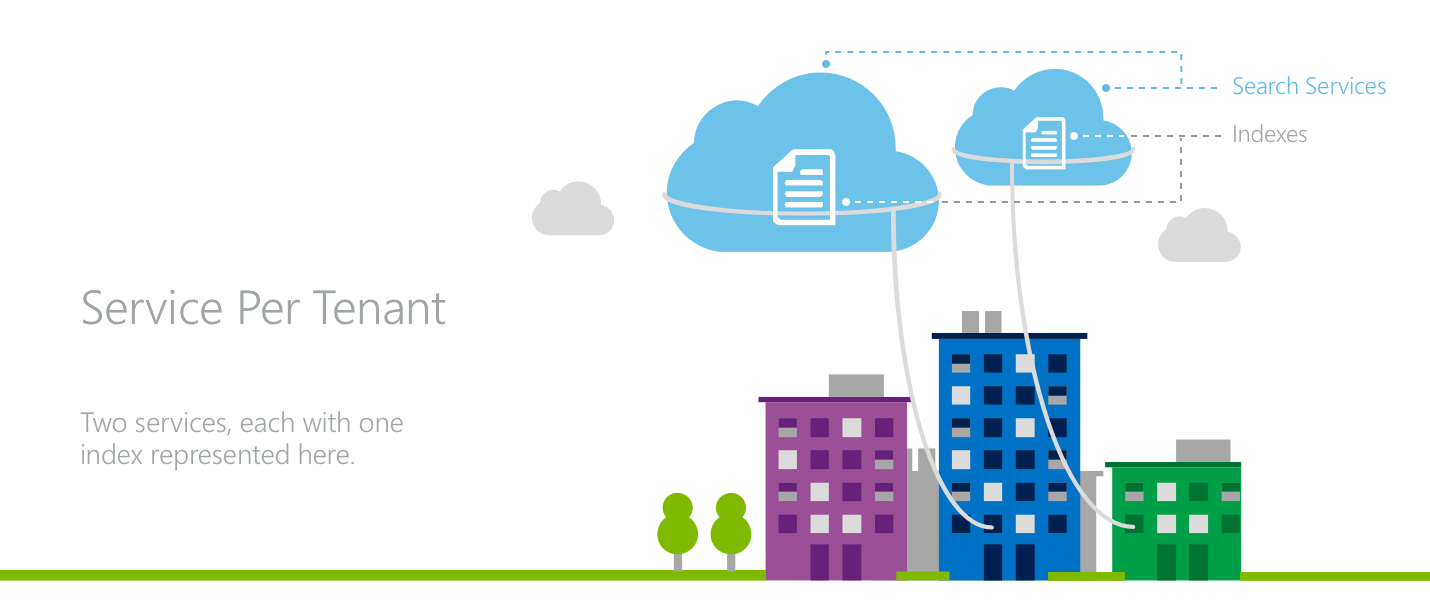 Search Services
Indexes
Service Per Tenant
Two services, each with one
index represented here.